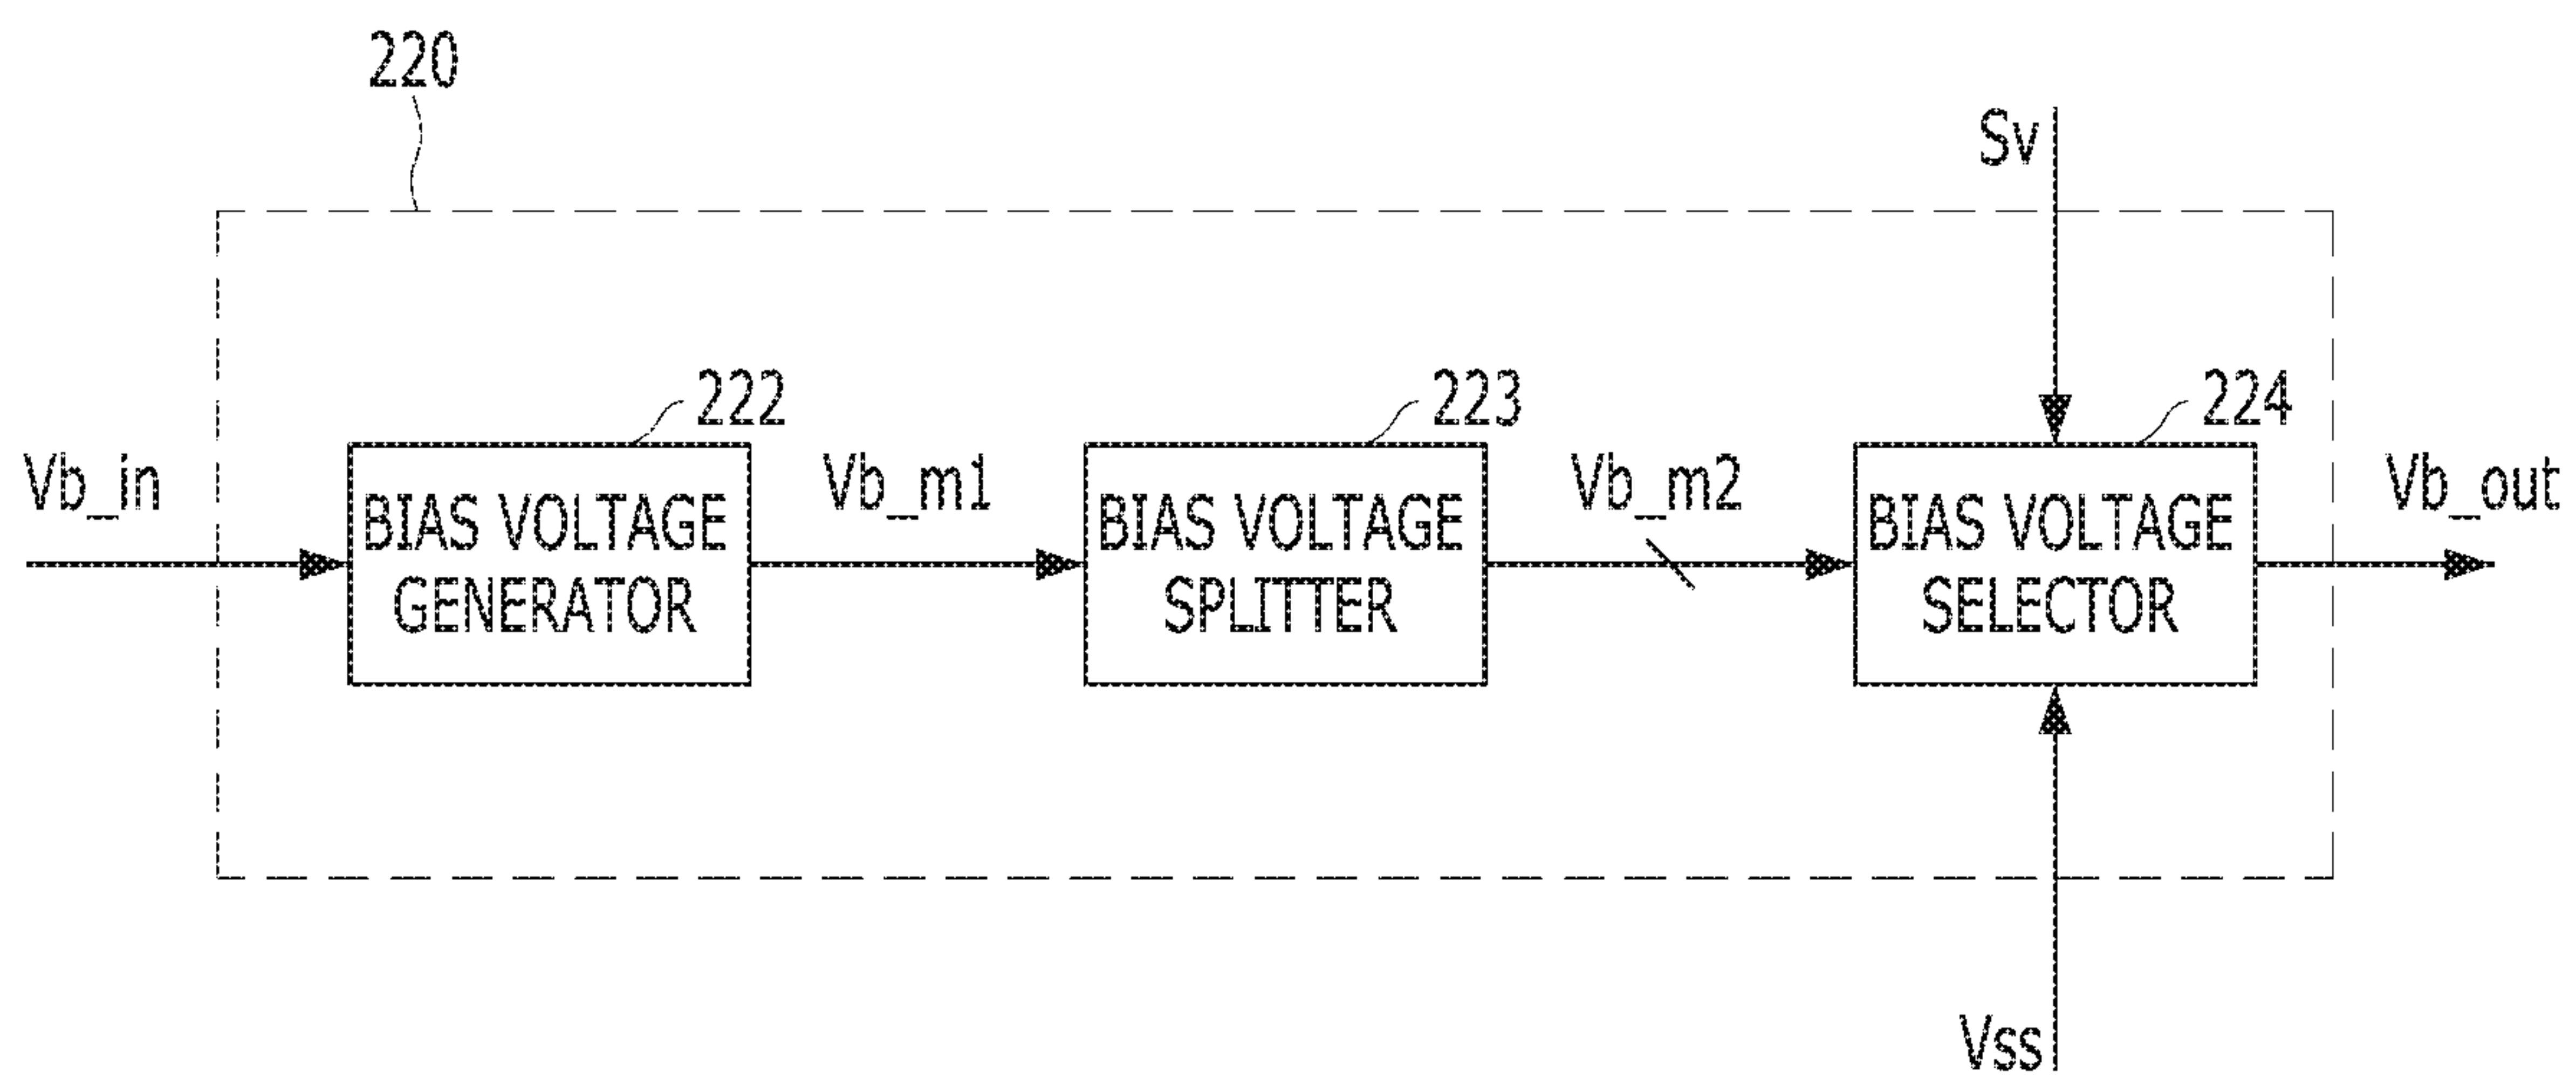 220
Sv
222
223
224
Vb_in
BIAS VOLTAGE
GENERATOR
Vb_m1
BIAS VOLTAGE
SPLITTER
Vb_m2
BIAS VOLTAGE
SELECTOR
Vb_out
Vss